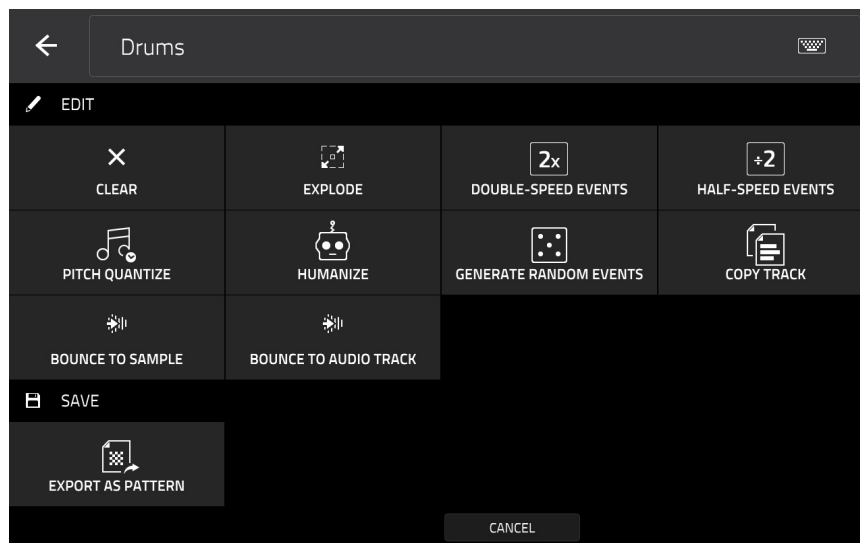 Drums
EDIT
CLEAR
EXPLODE
2x
DOUBLE-SPEED EVENTS
÷2
HALF-SPEED EVENTS
PITCH QUANTIZE
HUMANIZE
GENERATE RANDOM EVENTS
COPY TRACK
BOUNCE TO SAMPLE
BOUNCE TO AUDIO TRACK
SAVE
EXPORT AS PATTERN
CANCEL